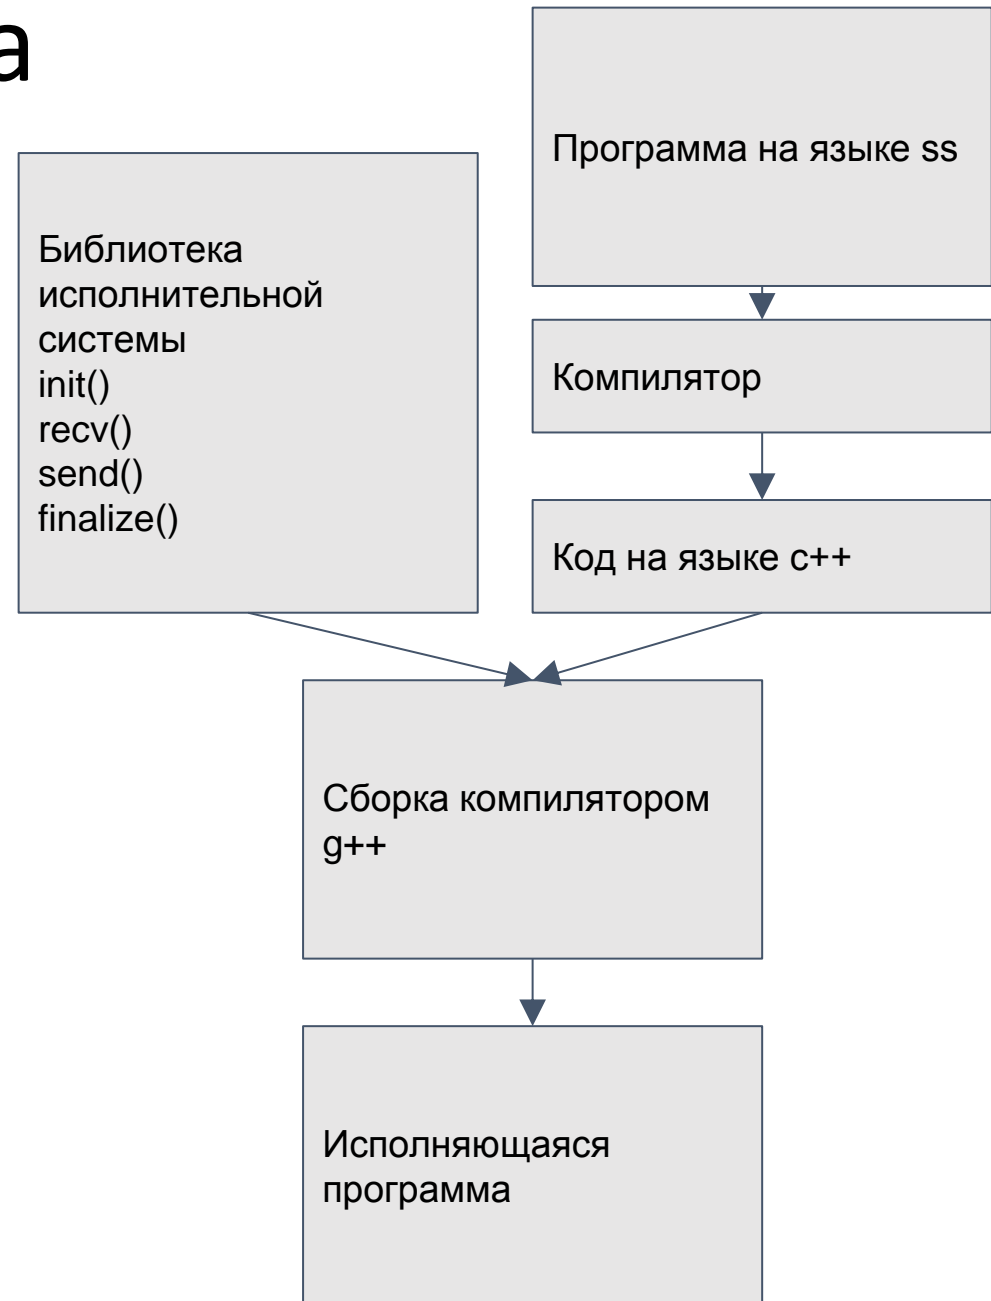 а
Программа на языке ss
Библиотека
исполнительной
системы
init()
recv()
send()
finalize()
Компилятор
Код на языке c++
Сборка компилятором
g++
Исполняющаяся
программа